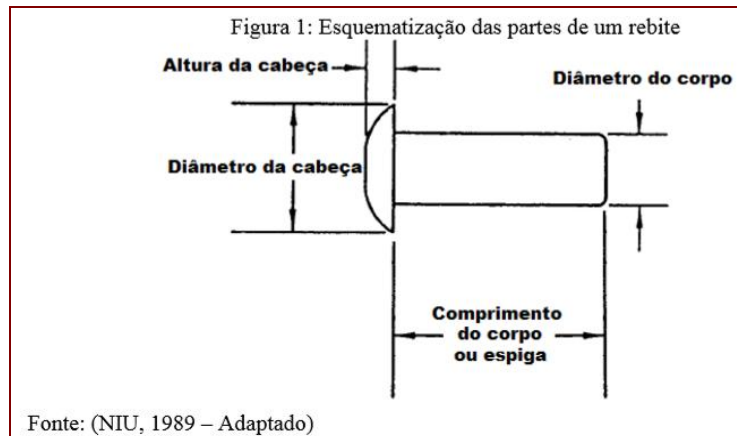 Figura 1: Esquematização das partes de um rebite
Altura da cabeça
Diâmetro do corpo
Diâmetro da cabeça
Comprimento
do corpo
ou espiga
Fonte: (NIU, 1989 – Adaptado)